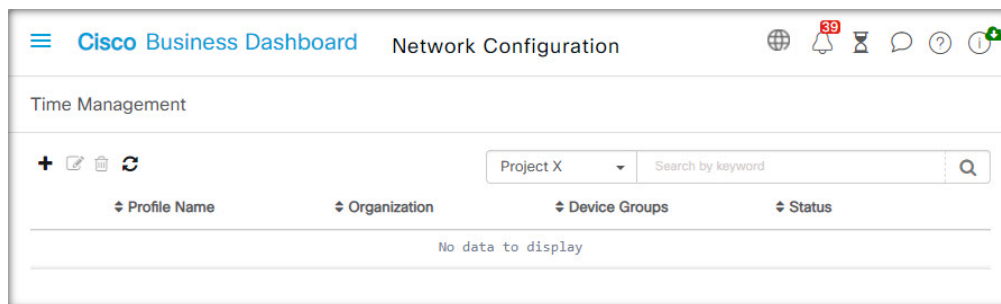 Cisco Business Dashboard Network Configuration 39
Time Management
Project X Search by keyword
Profile Name Organization Device Groups Status
No data to display